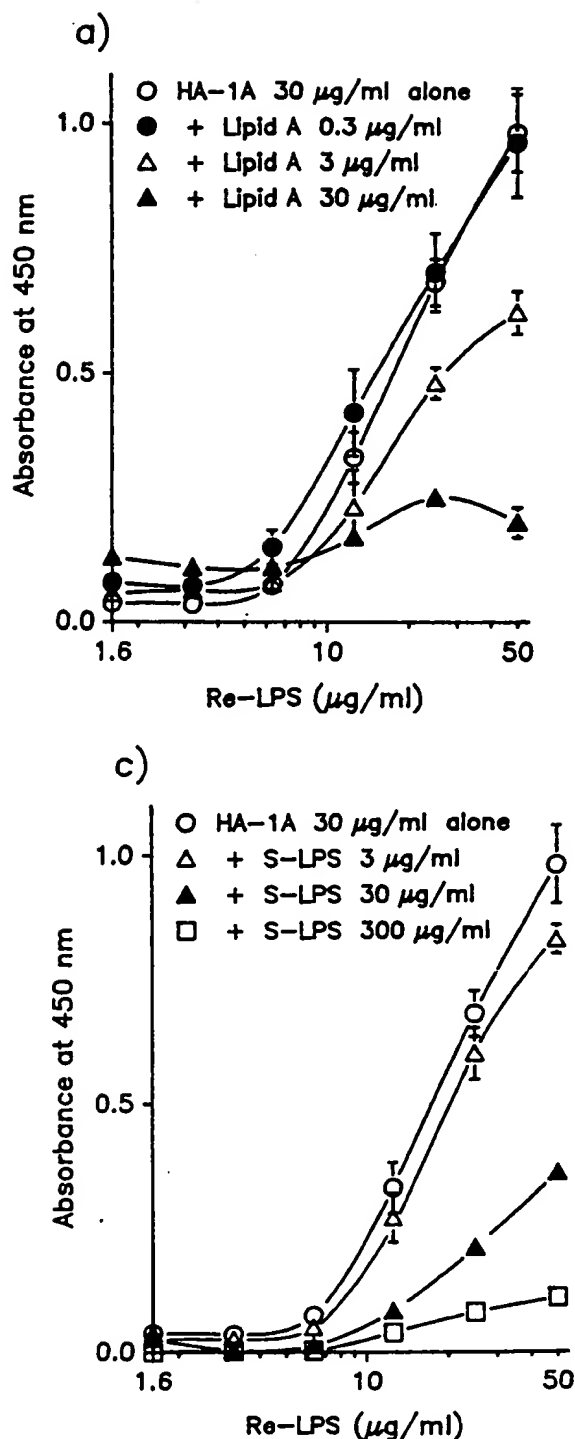 a)
HA-1A 30 μg/ml alone
+ Lipid A 0.3 μg/ml
+ Lipid A 3 μg/ml
+ Lipid A 30 μg/ml
1.0
0.5
0.0
Absorbance at 450 nm
1.6 10 50
Re-LPS (μg/ml)
c)
HA-1A 30 μg/ml alone
+ S-LPS 3 μg/ml
+ S-LPS 30 μg/ml
+ S-LPS 300 μg/ml
1.0
0.5
0.0
Absorbance at 450 nm
1.6 10 50
Re-LPS (μg/ml)